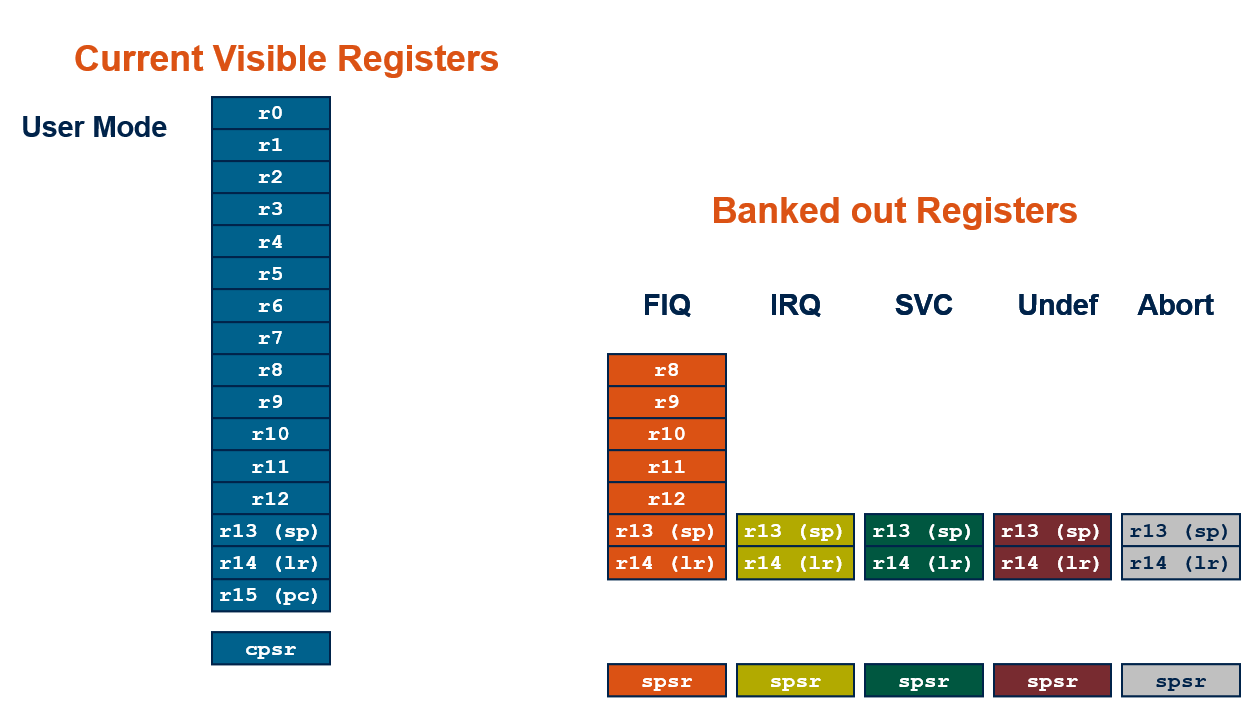 Current Visible Registers
User Mode
r0
r1
r2
r3
r4
r5
r6
r7
r8
r9
r10
r11
r12
r13 (sp)
r14 (lr)
r15 (pc)
cpsr
Banked out Registers
FIQ IRQ SVC Undef Abort
r8
r9
r10
r11
r12
r13 (sp) r13 (sp) r13 (sp) r13 (sp) r13 (sp)
r14 (lr) r14 (lr) r14 (lr) r14 (lr) r14 (lr)
spsr spsr spsr spsr spsr